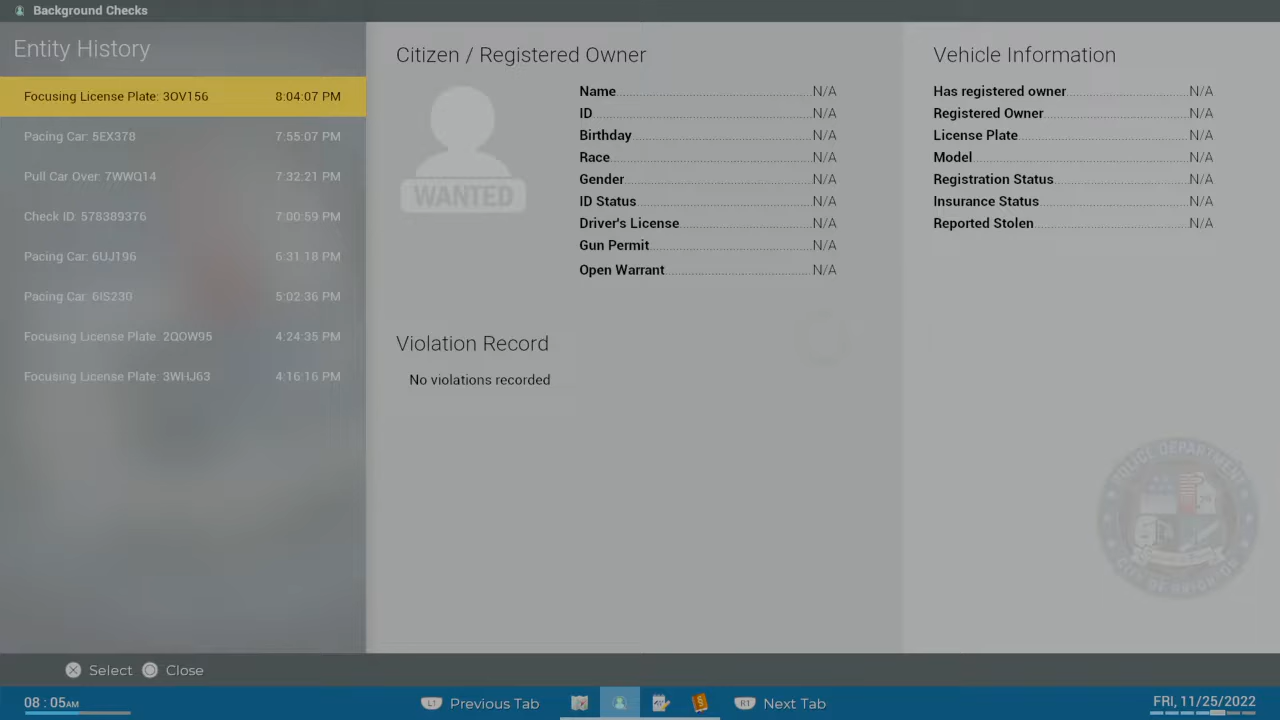 Background Checks
Entity History
Focusing License Plate: 3OV156 8:04:07 PM
Pacing Car: 5EX378 7:55:07 PM
Pull Car Over: 7WWQ14 7:32:21 PM
Check ID: 578389376 7:00:59 PM
Pacing Car: 6UJ196 6:31:18 PM
Pacing Car: 6IS230 5:02:36 PM
Focusing License Plate: 2QOW95 4:24:35 PM
Focusing License Plate: 3WHJ63 4:16:16 PM
Citizen / Registered Owner
WANTED
Name N/A
ID N/A
Birthday N/A
Race N/A
Gender N/A
ID Status N/A
Driver's License N/A
Gun Permit N/A
Open Warrant N/A
Violation Record
No violations recorded
Vehicle Information
Has registered owner N/A
Registered Owner N/A
License Plate N/A
Model N/A
Registration Status N/A
Insurance Status N/A
Reported Stolen N/A
POLICE DEPARTMENT
CITY OF
Select Close
08 : 05AM
L1 Previous Tab
R1 Next Tab
FRI, 11/25/2022